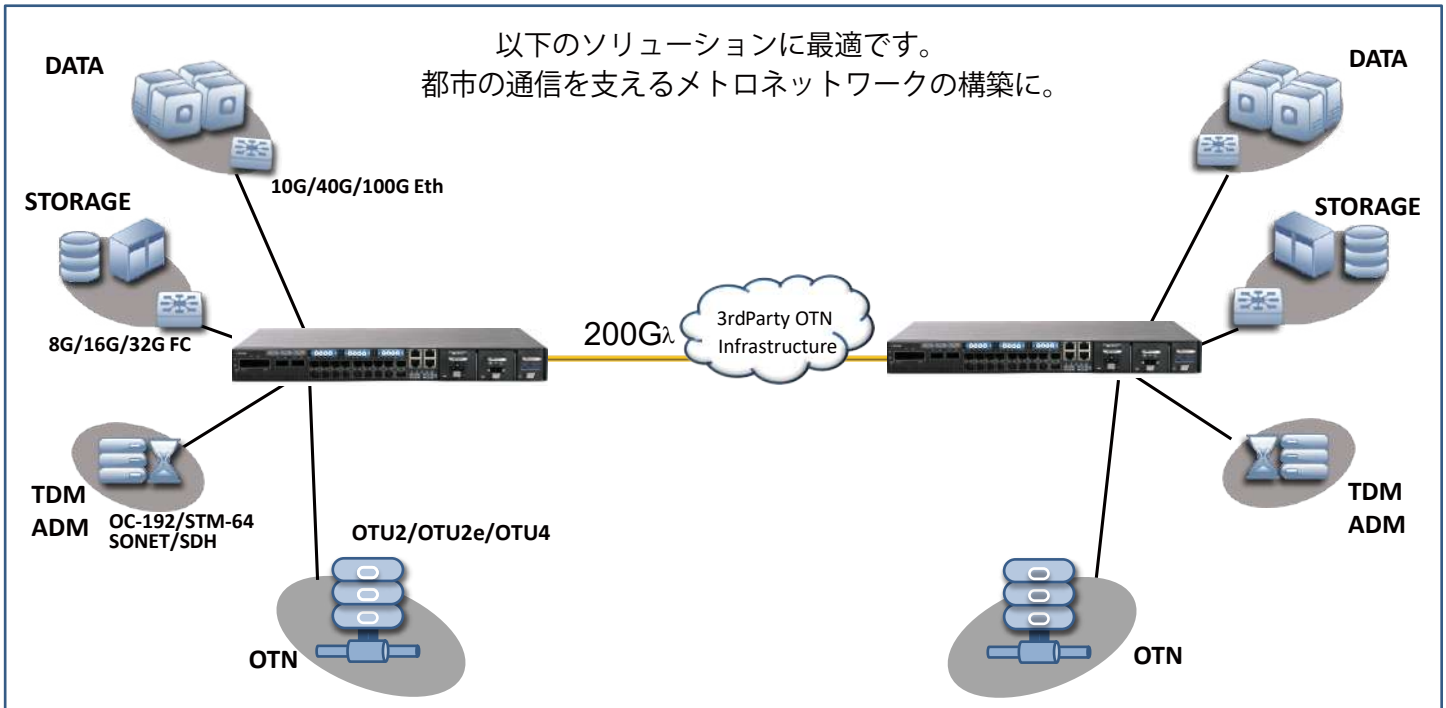 以下のソリューションに最適です。
都市の通信を支えるメトロネットワークの構築に。
DATA
10G/40G/100G Eth
STORAGE
8G/16G/32G FC
TDM
ADM
OC-192/STM-64
SONET/SDH
OTU2/OTU2e/OTU4
OTN
200Gλ
3rdParty OTN
Infrastructure
DATA
STORAGE
TDM
ADM
OTN